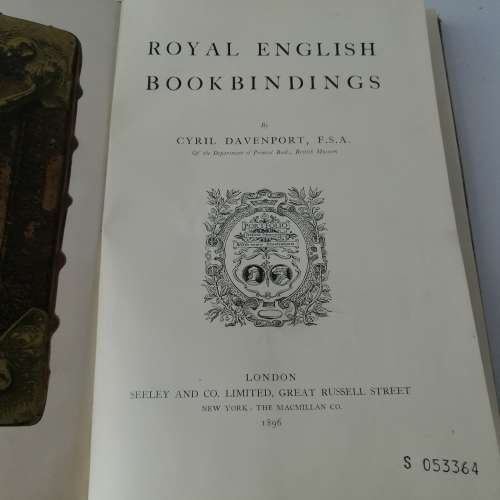 ROYAL ENGLISH
BOOKBINDINGS
By
CYRIL DAVENPORT, F.S.A.
Of the Department of Printed Books, British Museum
PORTFOLIO
LONDON
SEELEY AND CO. LIMITED, GREAT RUSSELL STREET
NEW YORK: THE MACMILLAN CO.
1896
S 053364